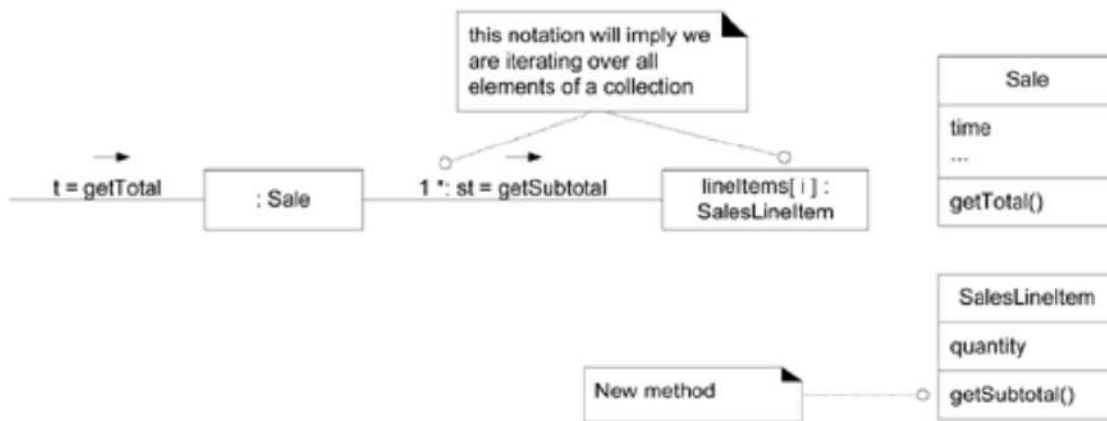 this notation will imply we
are iterating over all
elements of a collection
t = getTotal
: Sale
1 *: st = getSubtotal
lineItems[ i ] :
SalesLineItem
Sale
time
...
getTotal()
SalesLineItem
quantity
getSubtotal()
New method